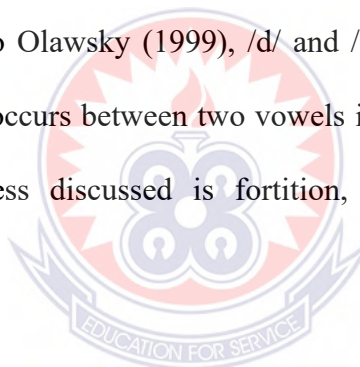 o Olawsky (1999), /d/ and /
occurs between two vowels i
ess discussed is fortition,
EDUCATION FOR SERVICE